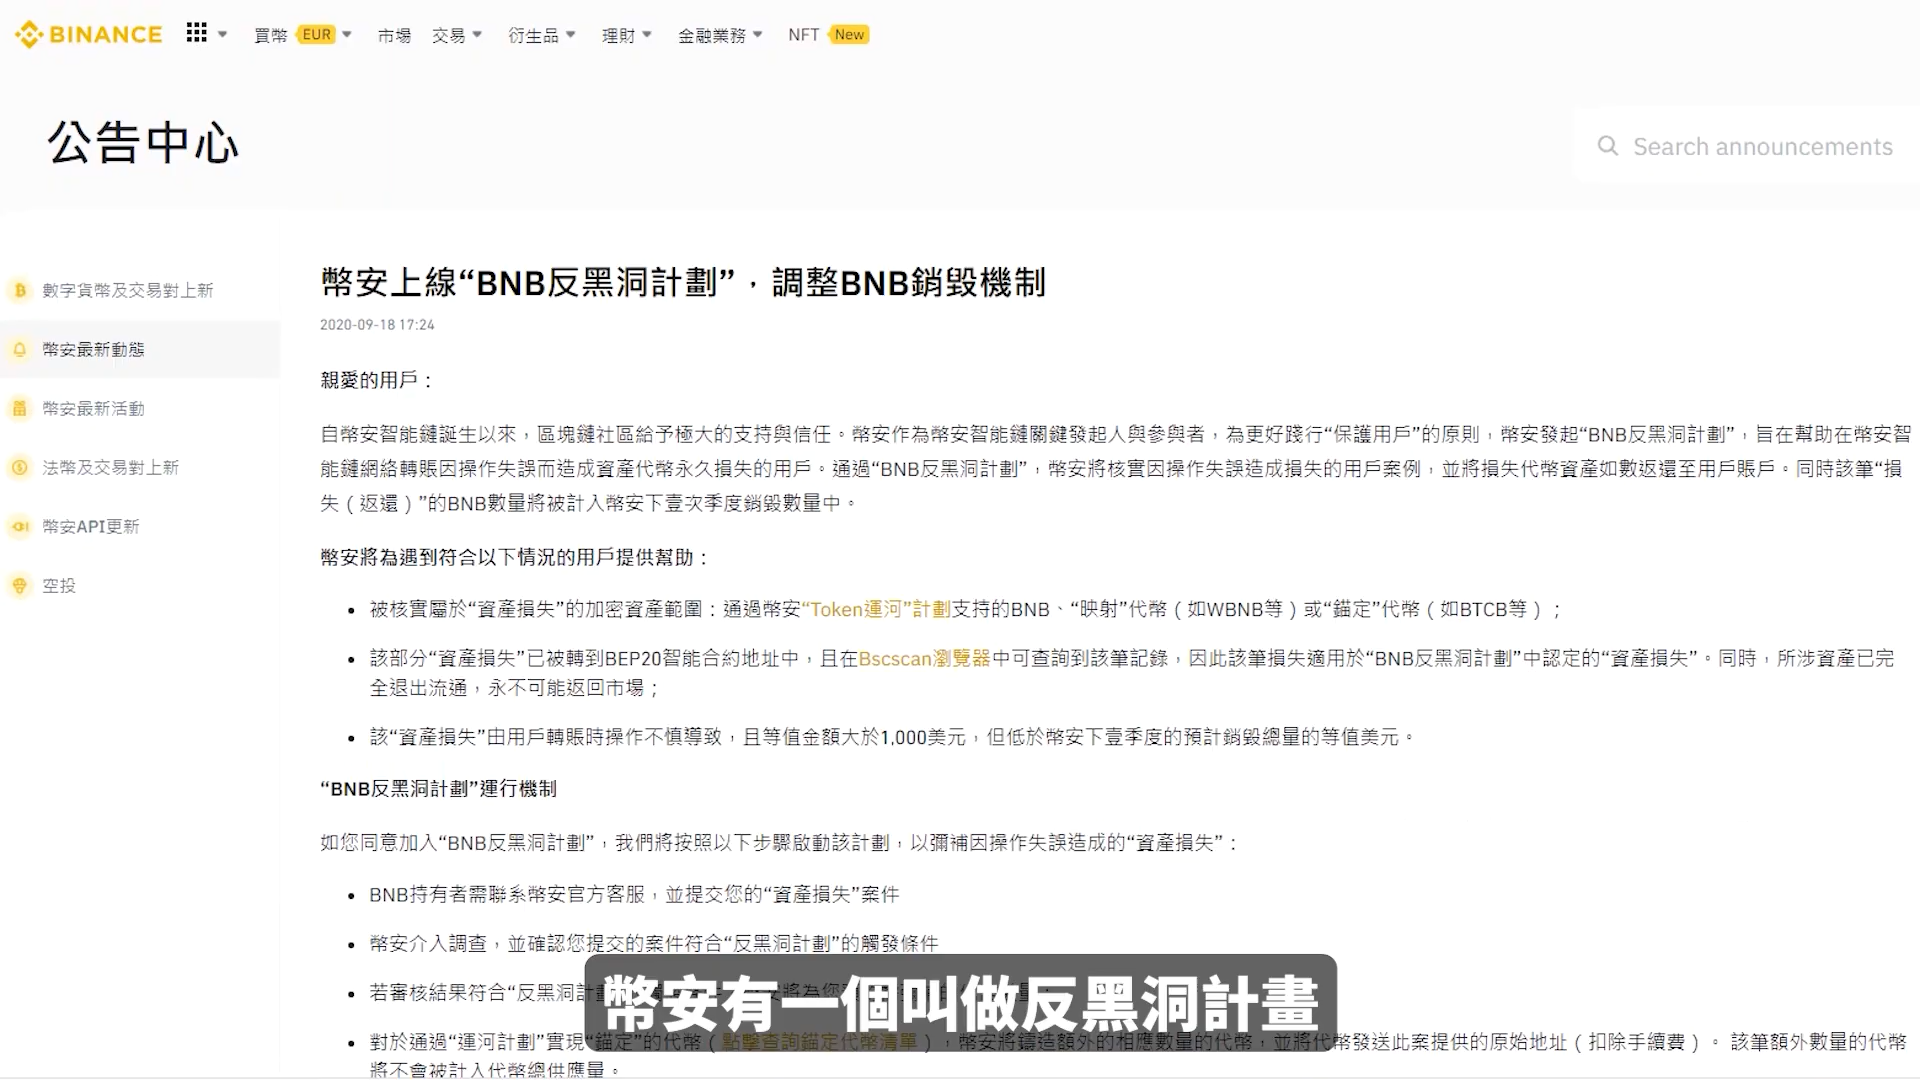 BINANCE 買幣 EUR 市場 交易 衍生品 理財 金融業務 NFT New
公告中心
Search announcements
數字貨幣及交易對上新
幣安最新動態
幣安最新活動
法幣及交易對上新
幣安API更新
空投
幣安上線“BNB反黑洞計劃”，調整BNB銷毀機制
2020-09-18 17:24
親愛的用戶：
自幣安智能鏈誕生以來，區塊鏈社區給予極大的支持與信任。幣安作為幣安智能鏈關鍵發起人與參與者，為更好踐行“保護用戶”的原則，幣安發起“BNB反黑洞計劃”，旨在幫助在幣安智
能鏈網絡轉賬因操作失誤而造成資產代幣永久損失的用戶。通過“BNB反黑洞計劃”，幣安將核實因操作失誤造成損失的用戶案例，並將損失代幣資產如數返還至用戶賬戶。同時該筆“損
失（返還）”的BNB數量將被計入幣安下壹次季度銷毀數量中。
幣安將為遇到符合以下情況的用戶提供幫助：
• 被核實屬於“資產損失”的加密資產範圍：通過幣安“Token運河”計劃支持的BNB、“映射”代幣（如WBNB等）或“錨定”代幣（如BTCB等）；
• 該部分“資產損失”已被轉到BEP20智能合約地址中，且在Bscscan瀏覽器中可查詢到該筆記錄，因此該筆損失適用於“BNB反黑洞計劃”中認定的“資產損失”。同時，所涉資產已完
全退出流通，永不可能返回市場；
• 該“資產損失”由用戶轉賬時操作不慎導致，且等值金額大於1,000美元，但低於幣安下壹季度的預計銷毀總量的等值美元。
“BNB反黑洞計劃”運行機制
如您同意加入“BNB反黑洞計劃”，我們將按照以下步驟啟動該計劃，以彌補因操作失誤造成的“資產損失”：
• BNB持有者需聯系幣安官方客服，並提交您的“資產損失”案件
• 幣安介入調查，並確認您提交的案件符合“反黑洞計劃”的觸發條件
• 若審核結果符合“反黑洞計
幣安有一個叫做反黑洞計畫
• 對於通過“運河計劃”實現“錨定”的代幣（點擊查詢錨定代幣清單），幣安將鑄造額外的相應數量的代幣，並將代幣發送此案提供的原始地址（扣除手續費）。該筆額外數量的代幣
將不會被計入代幣總供應量。